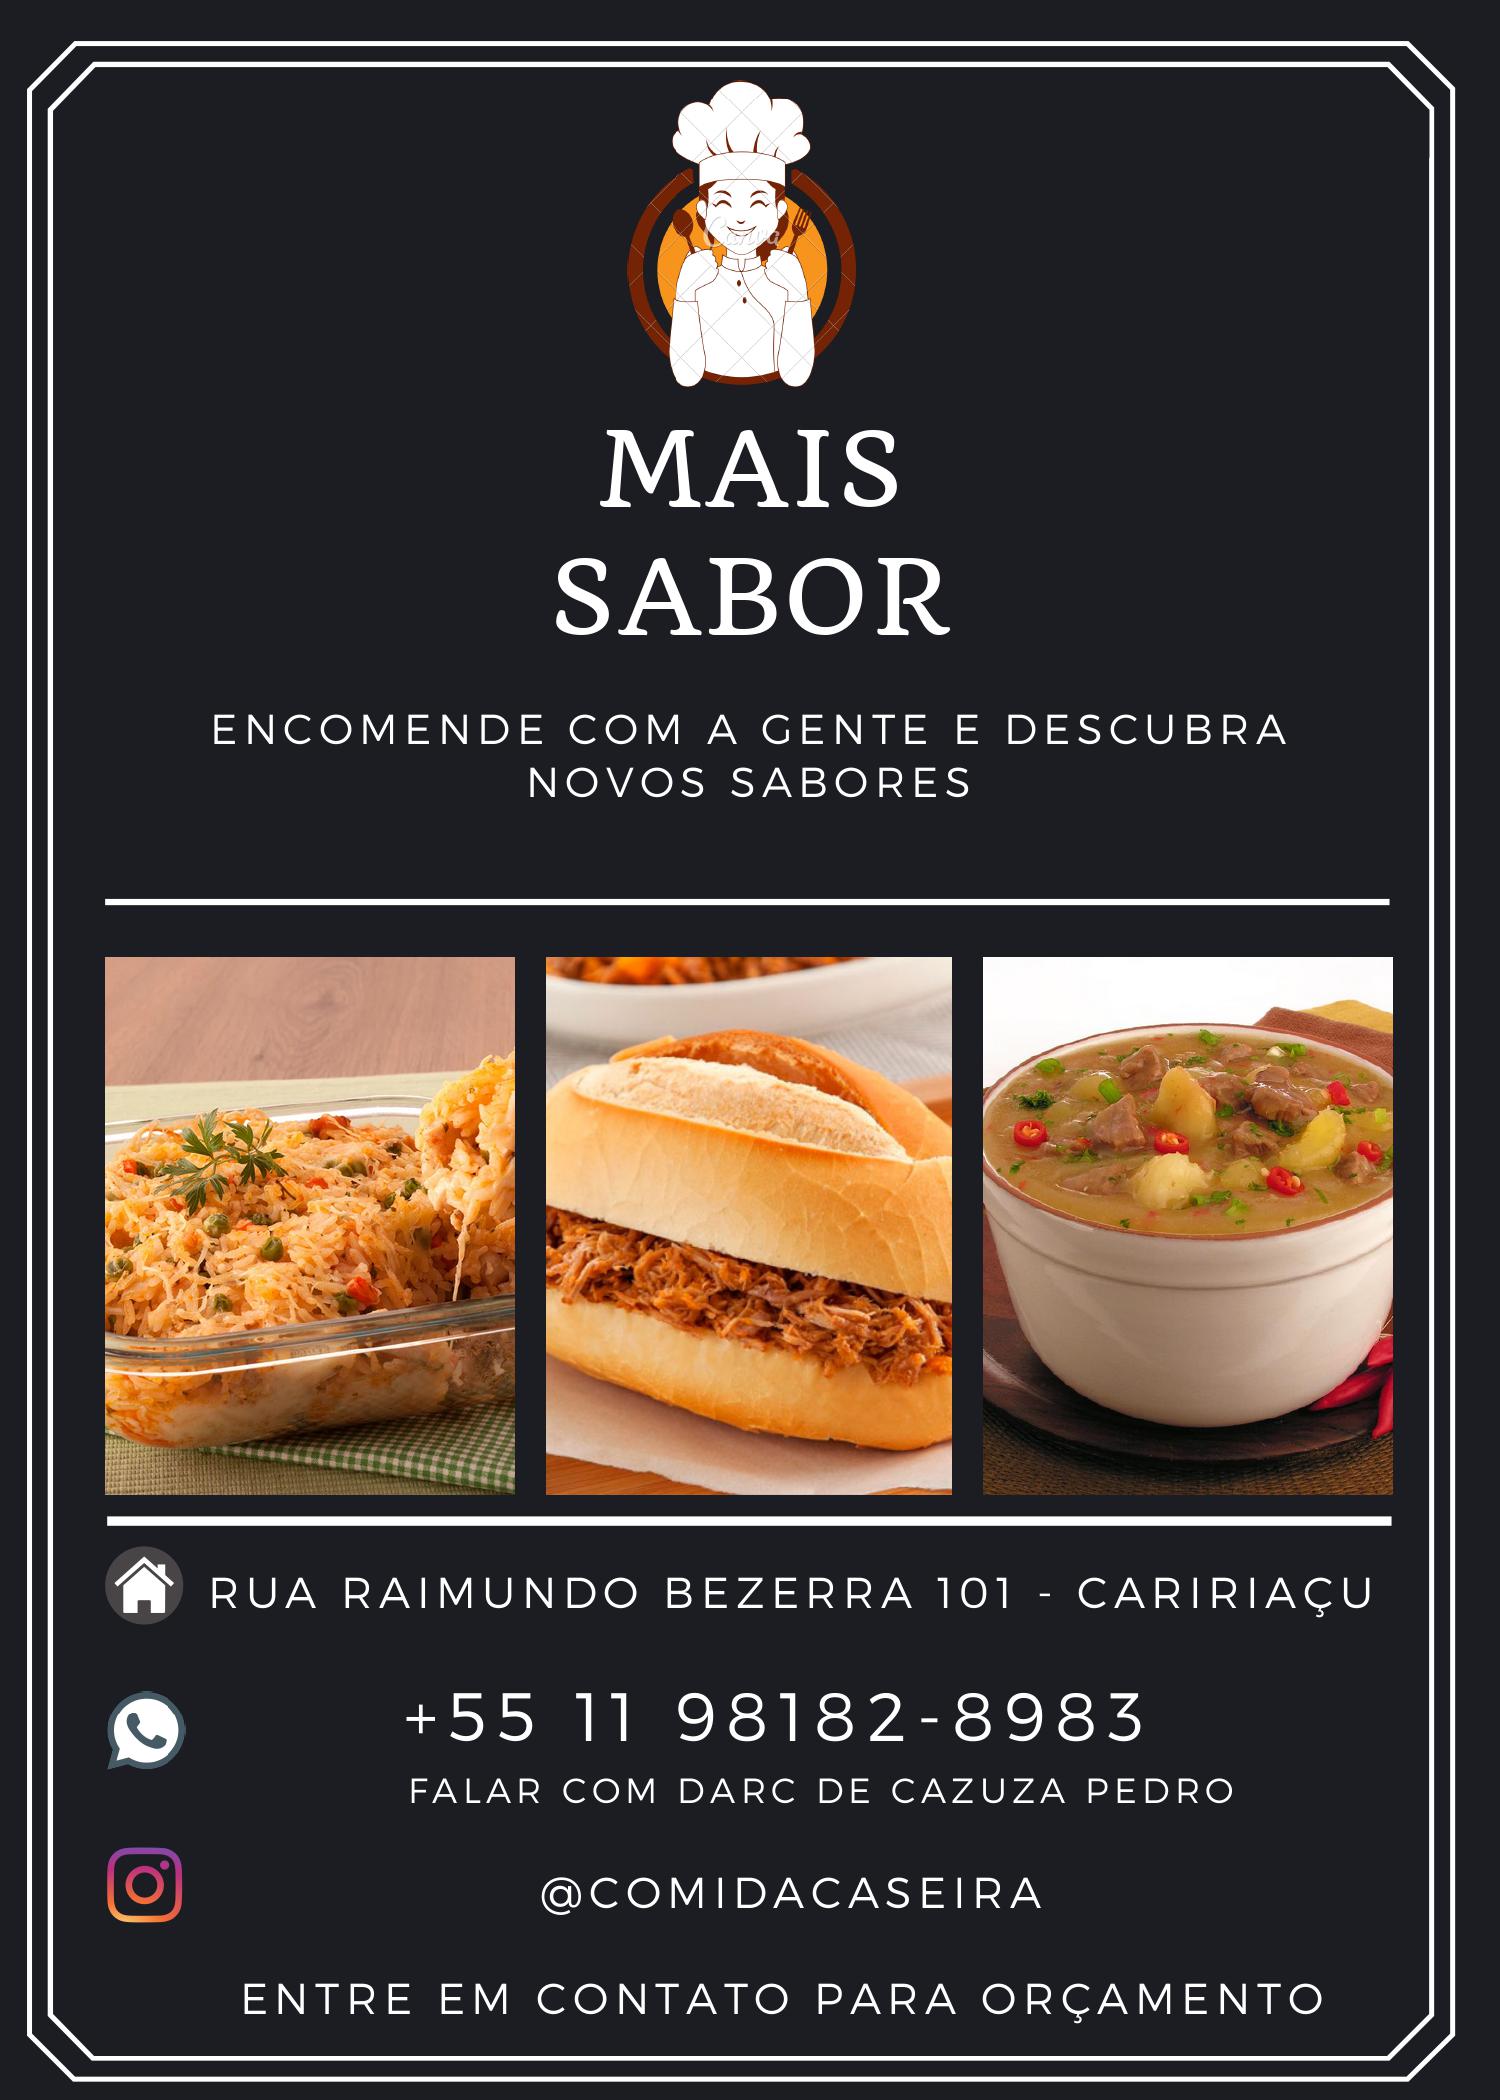 Canva
MAIS
SABOR
ENCOMENDE COM A GENTE E DESCUBRA
NOVOS SABORES
RUA RAIMUNDO BEZERRA 101 - CARIRIAÇU
+55 11 98182-8983
FALAR COM DARC DE CAZUZA PEDRO
@COMIDACASEIRA
ENTRE EM CONTATO PARA ORÇAMENTO